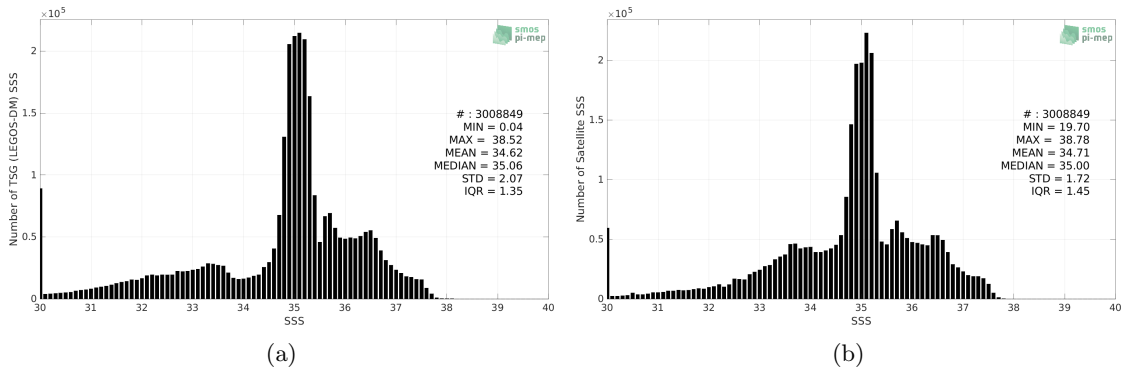 ×10⁵
smos
pi-mep
2
1.5
1
0.5
0
Number of TSG (LEGOS-DM) SSS
# : 3008849
MIN = 0.04
MAX = 38.52
MEAN = 34.62
MEDIAN = 35.06
STD = 2.07
IQR = 1.35
30 31 32 33 34 35 36 37 38 39 40
SSS
(a)
×10⁵
smos
pi-mep
2
1.5
1
0.5
0
Number of Satellite SSS
# : 3008849
MIN = 19.70
MAX = 38.78
MEAN = 34.71
MEDIAN = 35.00
STD = 1.72
IQR = 1.45
30 31 32 33 34 35 36 37 38 39 40
SSS
(b)